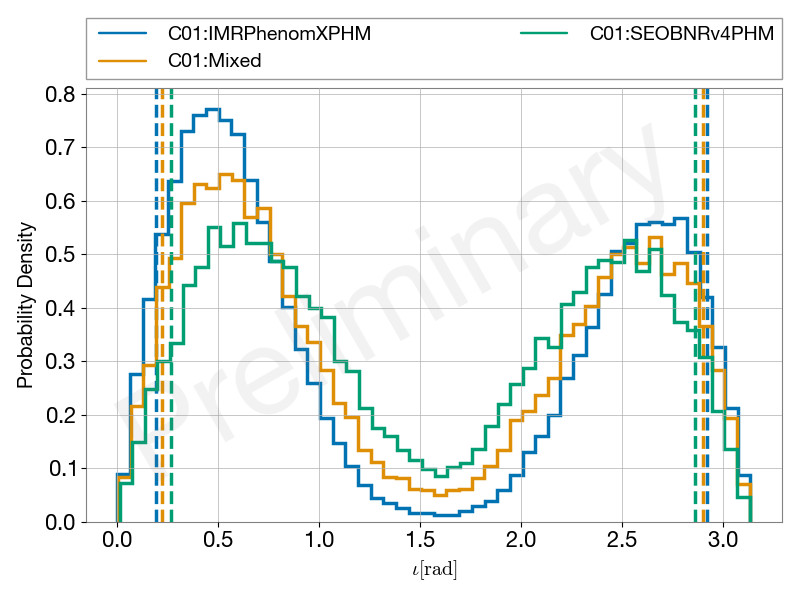 C01:IMRPhenomXPHM
C01:SEOBNRv4PHM
C01:Mixed
Preliminary
Probability Density
0.8
0.7
0.6
0.5
0.4
0.3
0.2
0.1
0.0
0.0 0.5 1.0 1.5 2.0 2.5 3.0
ι[rad]